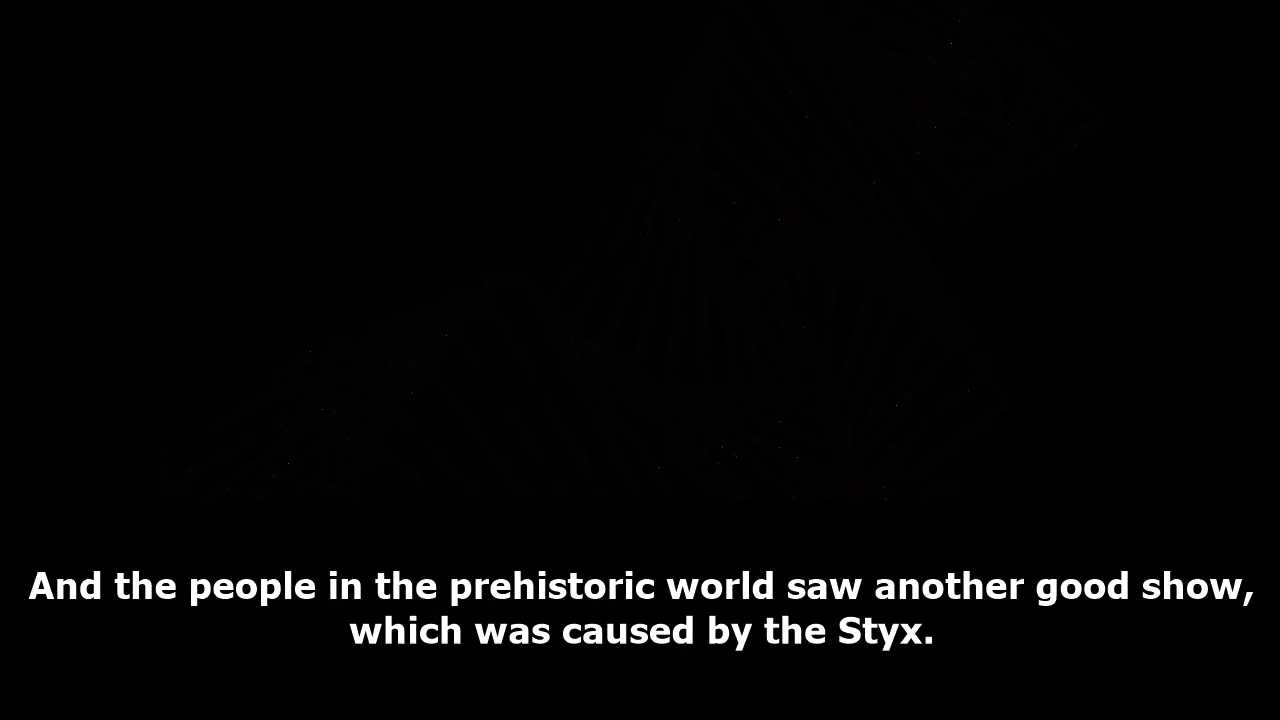 And the people in the prehistoric world saw another good show,
which was caused by the Styx.